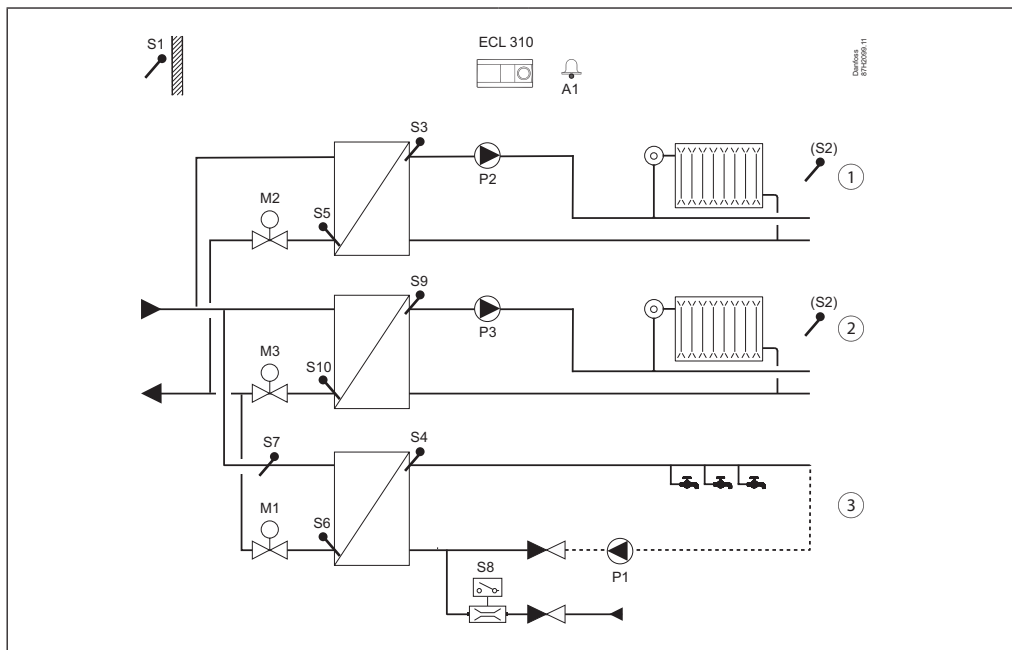 S1
ECL 310
A1
Danfoss
87H2099.11
S3
P2
(S2)
1
M2
S5
S9
P3
(S2)
2
M3
S10
S7
S4
3
M1
S6
P1
S8